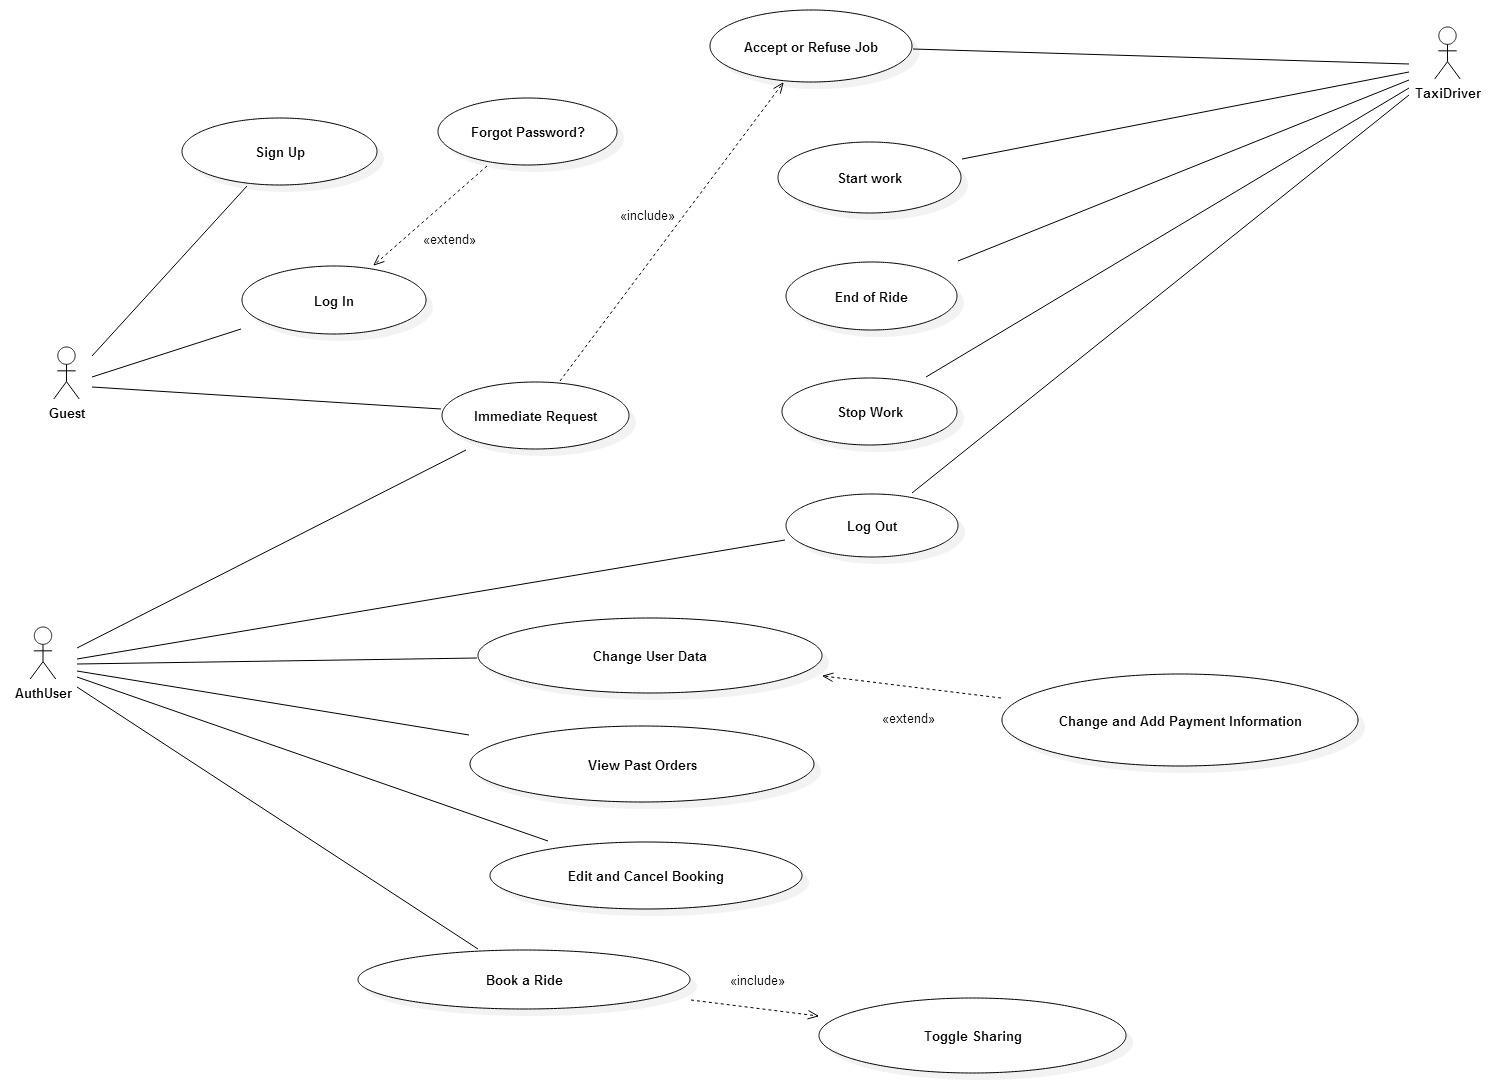 Accept or Refuse Job
TaxiDriver
Forgot Password?
Sign Up
Start work
«include»
«extend»
End of Ride
Log In
Guest
Immediate Request
Stop Work
Log Out
Change User Data
AuthUser
«extend»
Change and Add Payment Information
View Past Orders
Edit and Cancel Booking
Book a Ride
«include»
Toggle Sharing